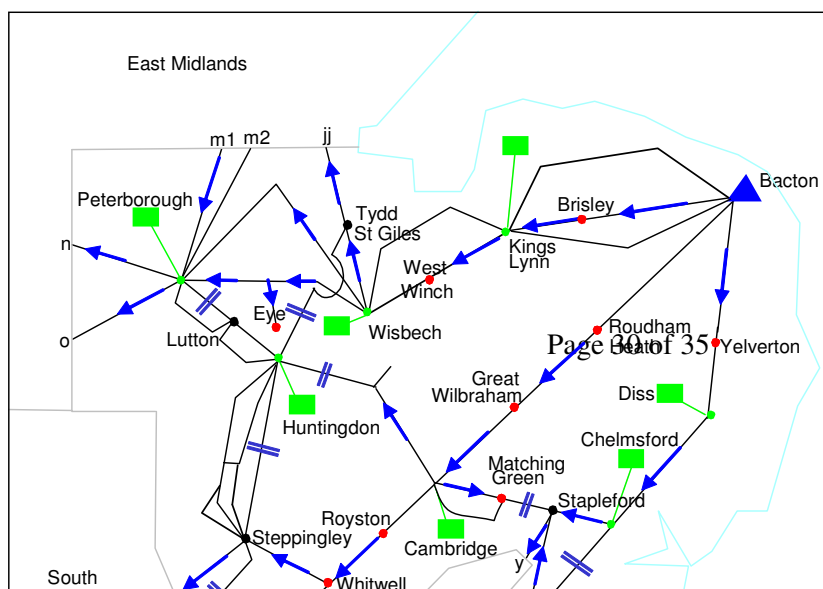 East Midlands
m1 m2 jj
Peterborough
Bacton
Brisley
Tydd
St Giles
n
Kings
Lynn
West
Winch
Eye
Lutton
Wisbech
o
Roudham
Heath
Page 30 of 35
Yelverton
Great
Wilbraham
Diss
Huntingdon
Chelmsford
Matching
Green
Stapleford
Royston
Steppingley
Cambridge
y
South
Whitwell